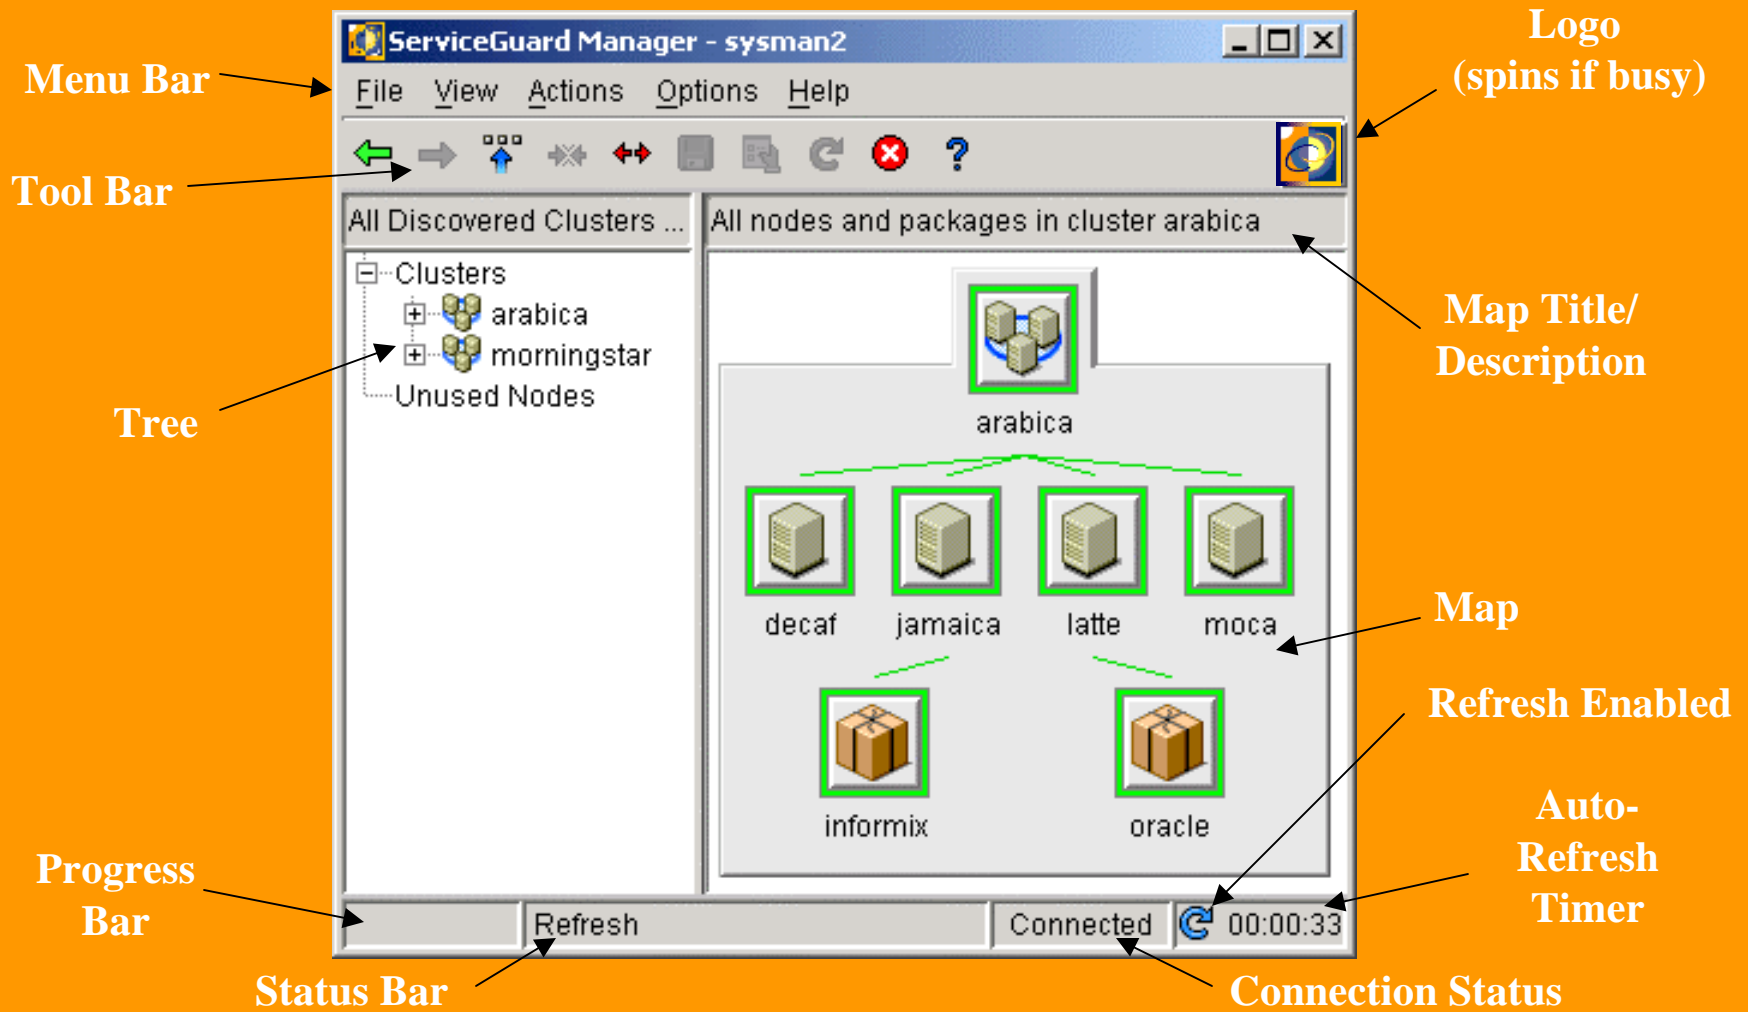 Logo
(spins if busy)
ServiceGuard Manager - sysman2
Menu Bar
File View Actions Options Help
Tool Bar
All Discovered Clusters ...
All nodes and packages in cluster arabica
Clusters
arabica
morningstar
Unused Nodes
Tree
Map Title/
Description
arabica
decaf jamaica latte moca
Map
informix oracle
Refresh Enabled
Auto-
Refresh
Timer
Progress
Bar
Refresh
Connected
00:00:33
Status Bar
Connection Status